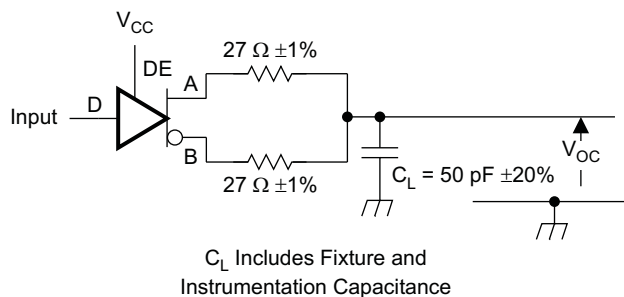 V_CC
27 Ω ±1%
DE
A
Input
D
B
27 Ω ±1%
C_L = 50 pF ±20%
V_OC
C_L Includes Fixture and
Instrumentation Capacitance